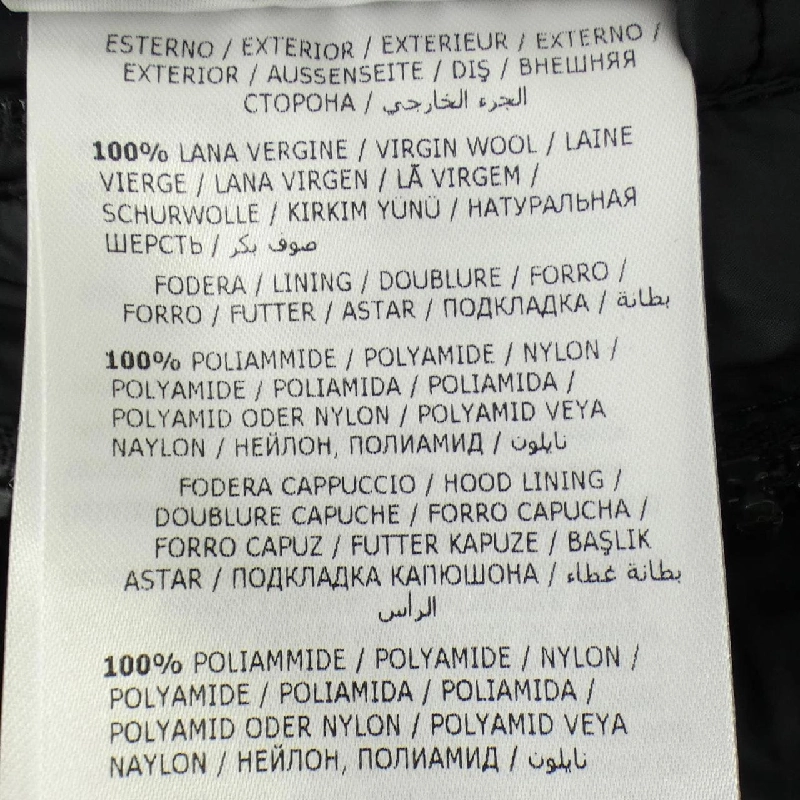 ESTERNO / EXTERIOR / EXTERIEUR / EXTERNO /
EXTERIOR / AUSSENSEITE / DIŞ / ВНЕШНЯЯ
СТОРОНА / الجزء الخارجي
100% LANA VERGINE / VIRGIN WOOL / LAINE
VIERGE / LANA VIRGEN / LÃ VIRGEM /
SCHURWOLLE / KIRKIM YÜNÜ / НАТУРАЛЬНАЯ
ШЕРСТЬ / صوف بكر
FODERA / LINING / DOUBLURE / FORRO /
FORRO / FUTTER / ASTAR / ПОДКЛАДКА / بطانة
100% POLIAMMIDE / POLYAMIDE / NYLON /
POLYAMIDE / POLIAMIDA / POLIAMIDA /
POLYAMID ODER NYLON / POLYAMID VEYA
NAYLON / НЕЙЛОН, ПОЛИАМИД / نايلون
FODERA CAPPUCCIO / HOOD LINING /
DOUBLURE CAPUCHE / FORRO CAPUCHA /
FORRO CAPUZ / FUTTER KAPUZE / BAŞLIK
ASTAR / ПОДКЛАДКА КАПЮШОНА / بطانة غطاء
الرأس
100% POLIAMMIDE / POLYAMIDE / NYLON /
POLYAMIDE / POLIAMIDA / POLIAMIDA /
POLYAMID ODER NYLON / POLYAMID VEYA
NAYLON / НЕЙЛОН, ПОЛИАМИД / نايلون